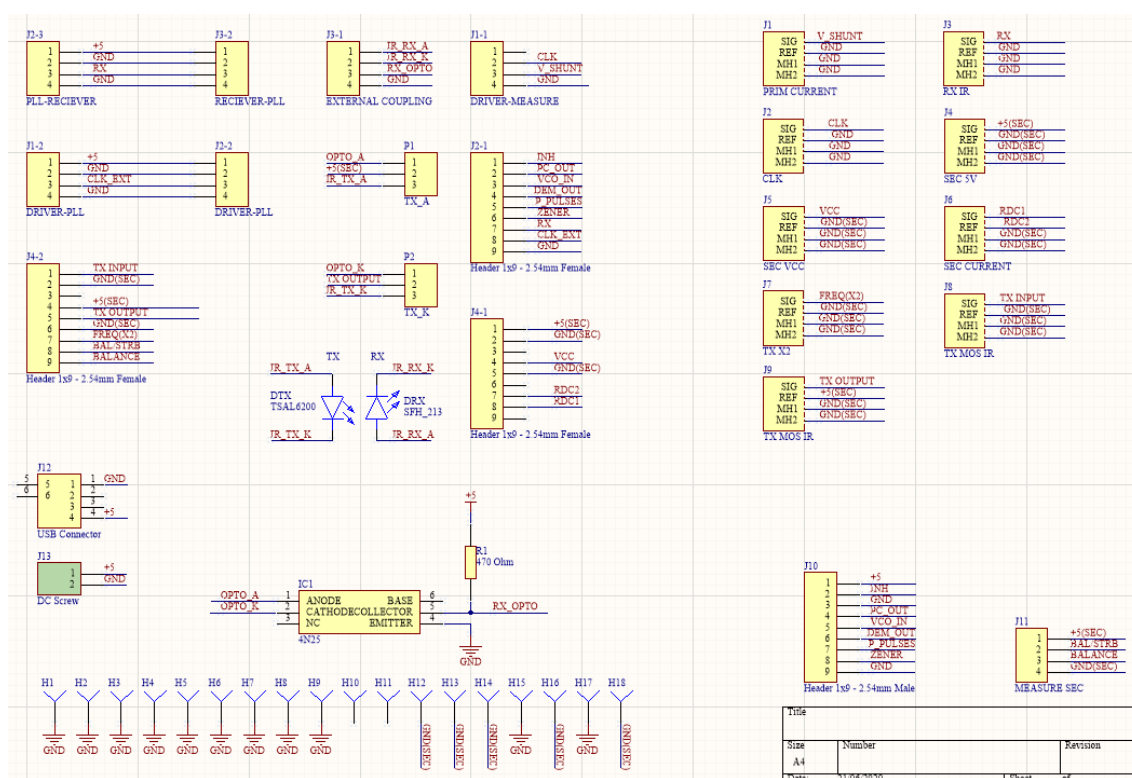 J2-3
1
2
3
4
+5
GND
RX
GND
PLL-RECIEVER
J3-2
1
2
3
4
RECIEVER-PLL
J3-1
1
2
3
4
JR_RX_A
JR_RX_K
RX_OPTO
GND
EXTERNAL COUPLING
J1-1
1
2
3
4
CLK
V_SHUNT
GND
DRIVER-MEASURE
J1
SIG
REF
MH1
MH2
V_SHUNT
GND
GND
GND
PRIM CURRENT
J3
SIG
REF
MH1
MH2
RX
GND
GND
GND
RX IR
J1-2
1
2
3
4
+5
GND
CLK_EXT
GND
DRIVER-PLL
J2-2
1
2
3
4
DRIVER-PLL
P1
OPTO_A
+5(SEC)
JR_TX_A
1
2
3
TX_A
J2-1
1
2
3
4
5
6
7
8
9
INH
PC_OUT
VCO_IN
DEM_OUT
P_PULSES
ZENER
RX
CLK_EXT
GND
Header 1x9 - 2.54mm Female
J2
SIG
REF
MH1
MH2
CLK
GND
GND
GND
CLK
J4
SIG
REF
MH1
MH2
+5(SEC)
GND(SEC)
GND(SEC)
GND(SEC)
SEC 5V
J5
SIG
REF
MH1
MH2
VCC
GND(SEC)
GND(SEC)
GND(SEC)
SEC VCC
J6
SIG
REF
MH1
MH2
RDC1
RDC2
GND(SEC)
GND(SEC)
SEC CURRENT
J4-2
1
2
3
4
5
6
7
8
9
TX INPUT
GND(SEC)
+5(SEC)
TX OUTPUT
GND(SEC)
FREQ(X2)
BAL/STRB
BALANCE
Header 1x9 - 2.54mm Female
P2
OPTO_K
TX OUTPUT
JR_TX_K
1
2
3
TX_K
J4-1
1
2
3
4
5
6
7
8
9
+5(SEC)
GND(SEC)
VCC
GND(SEC)
RDC2
RDC1
Header 1x9 - 2.54mm Female
J7
SIG
REF
MH1
MH2
FREQ(X2)
GND(SEC)
GND(SEC)
GND(SEC)
TX X2
J8
SIG
REF
MH1
MH2
TX INPUT
GND(SEC)
GND(SEC)
GND(SEC)
TX MOS IR
TX
RX
JR_TX_A
JR_RX_K
DTX
TSAL6200
DRX
SFH_213
JR_TX_K
JR_RX_A
J9
SIG
REF
MH1
MH2
TX OUTPUT
+5(SEC)
GND(SEC)
GND(SEC)
TX MOS IR
J12
5
6
5
6
1
2
3
4
1
2
3
4
GND
+5
USB Connector
J13
1
2
+5
GND
DC Screw
+5
R1
470 Ohm
IC1
OPTO_A
OPTO_K
1
2
3
ANODE
CATHODE
NC
BASE
COLLECTOR
EMITTER
6
5
4
4N25
RX_OPTO
GND
J10
1
2
3
4
5
6
7
8
9
+5
INH
GND
PC_OUT
VCO_IN
DEM_OUT
P_PULSES
ZENER
GND
Header 1x9 - 2.54mm Male
J11
1
2
3
4
+5(SEC)
BAL/STRB
BALANCE
GND(SEC)
MEASURE SEC
H1 H2 H3 H4 H5 H6 H7 H8 H9 H10 H11 H12 H13 H14 H15 H16 H17 H18
GND GND GND GND GND GND GND GND GND GND(SEC) GND(SEC) GND(SEC) GND GND(SEC) GND GND(SEC)
Title
Size
Number
Revision
A4